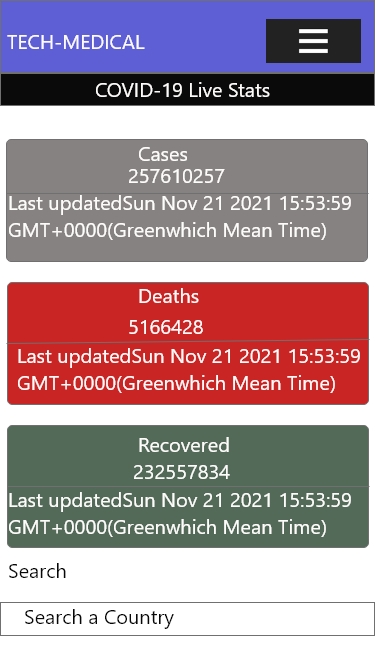 TECH-MEDICAL
COVID-19 Live Stats
Cases
257610257
Last updatedSun Nov 21 2021 15:53:59
GMT+0000(Greenwhich Mean Time)
Deaths
5166428
Last updatedSun Nov 21 2021 15:53:59
GMT+0000(Greenwhich Mean Time)
Recovered
232557834
Last updatedSun Nov 21 2021 15:53:59
GMT+0000(Greenwhich Mean Time)
Search
Search a Country